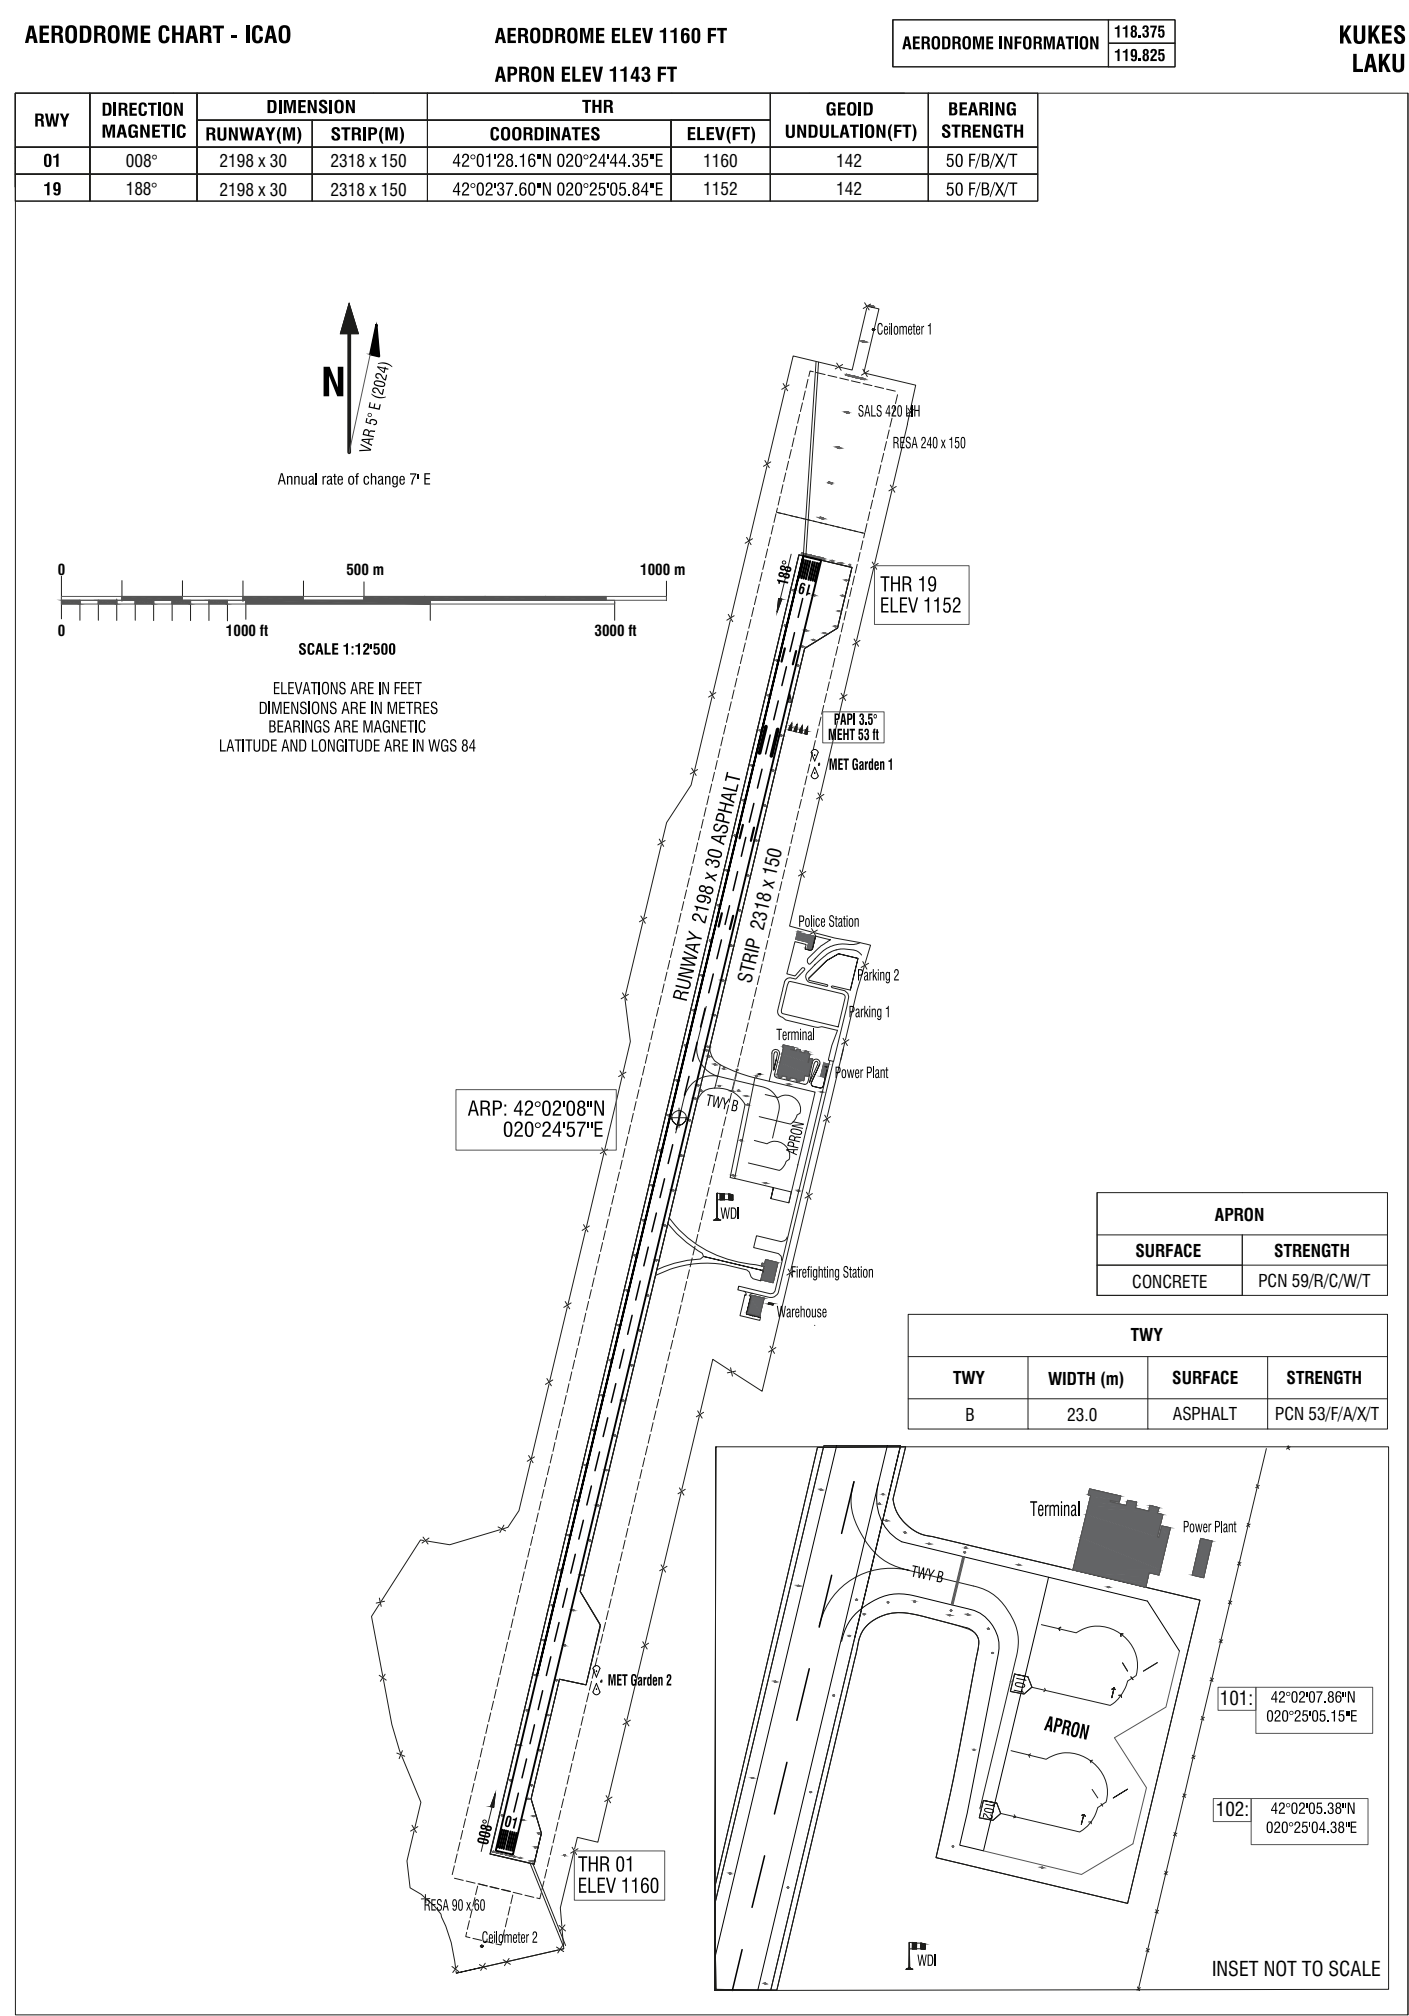 AERODROME CHART - ICAO
AERODROME ELEV 1160 FT
APRON ELEV 1143 FT
AERODROME INFORMATION 118.375
119.825
KUKES
LAKU
RWY DIRECTION MAGNETIC DIMENSION THR GEOID UNDULATION(FT) BEARING STRENGTH
RUNWAY(M) STRIP(M) COORDINATES ELEV(FT)
01 008° 2198 x 30 2318 x 150 42°01'28.16"N 020°24'44.35"E 1160 142 50 F/B/X/T
19 188° 2198 x 30 2318 x 150 42°02'37.60"N 020°25'05.84"E 1152 142 50 F/B/X/T
N
VAR 5° E (2024)
Annual rate of change 7' E
0 500 m 1000 m
0 1000 ft 3000 ft
SCALE 1:12'500
ELEVATIONS ARE IN FEET
DIMENSIONS ARE IN METRES
BEARINGS ARE MAGNETIC
LATITUDE AND LONGITUDE ARE IN WGS 84
Ceilometer 1
SALS 420 LIH
RESA 240 x 150
188°
19
THR 19
ELEV 1152
PAPI 3.5°
MEHT 53 ft
MET Garden 1
RUNWAY 2198 x 30 ASPHALT
STRIP 2318 x 150
Police Station
Parking 2
Parking 1
Terminal
Power Plant
TWY B
APRON
ARP: 42°02'08"N
020°24'57"E
WDI
Firefighting Station
Warehouse
MET Garden 2
008°
01
THR 01
ELEV 1160
RESA 90 x 60
Ceilometer 2
APRON
SURFACE STRENGTH
CONCRETE PCN 59/R/C/W/T
TWY
TWY WIDTH (m) SURFACE STRENGTH
B 23.0 ASPHALT PCN 53/F/A/X/T
Terminal
Power Plant
TWY B
101
APRON
102
101: 42°02'07.86"N
020°25'05.15"E
102: 42°02'05.38"N
020°25'04.38"E
WDI
INSET NOT TO SCALE